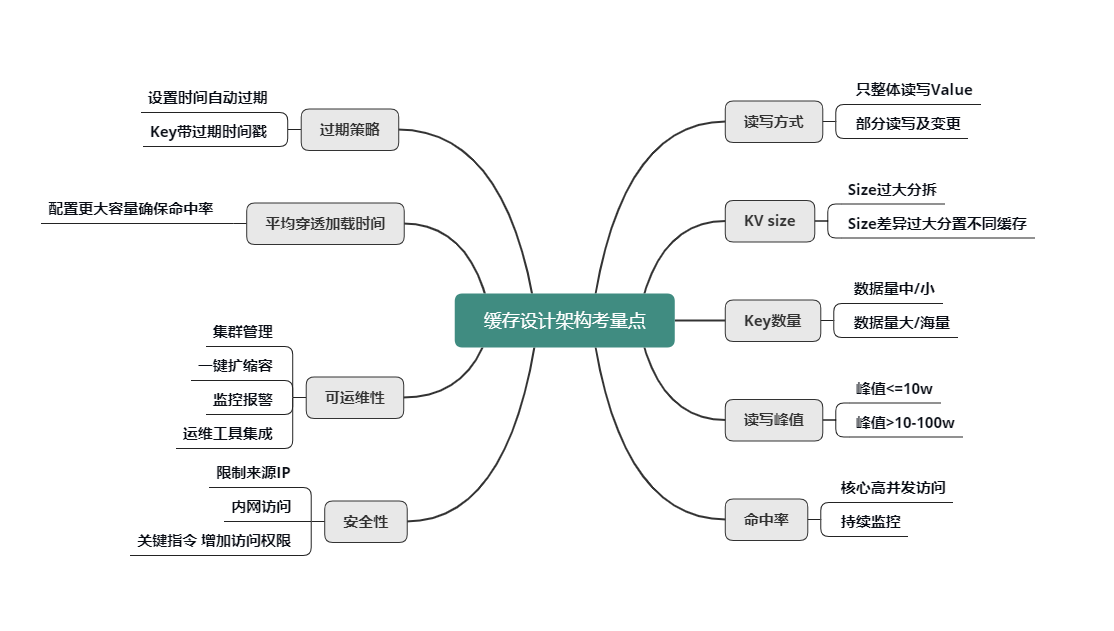 缓存设计架构考量点
读写方式
只整体读写Value
部分读写及变更
KV size
Size过大分拆
Size差异过大分置不同缓存
Key数量
数据量中/小
数据量大/海量
读写峰值
峰值<=10w
峰值>10-100w
命中率
核心高并发访问
持续监控
过期策略
设置时间自动过期
Key带过期时间戳
平均穿透加载时间
配置更大容量确保命中率
可运维性
集群管理
一键扩缩容
监控报警
运维工具集成
安全性
限制来源IP
内网访问
关键指令 增加访问权限